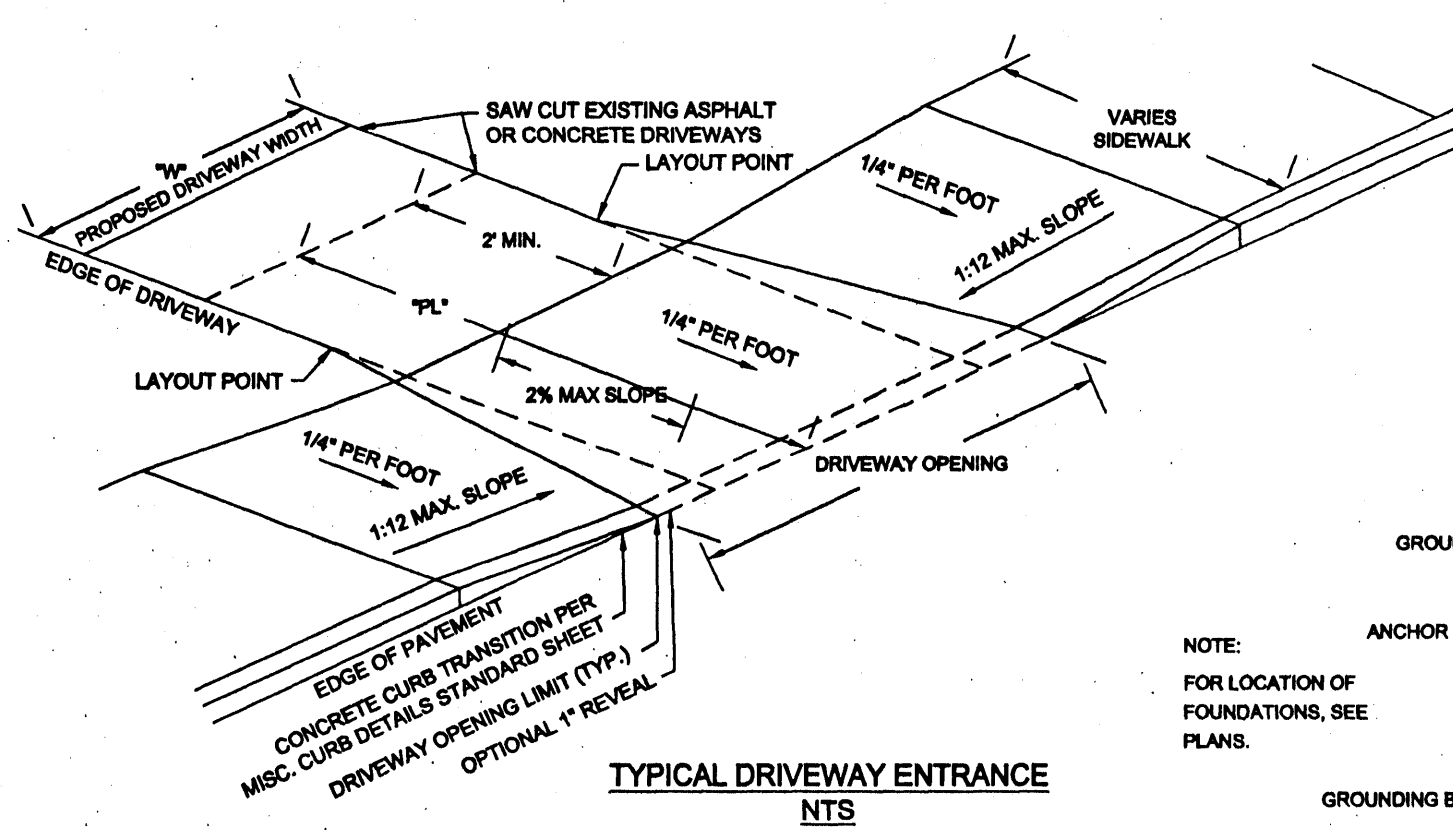 SAW CUT EXISTING ASPHALT
OR CONCRETE DRIVEWAYS
LAYOUT POINT
VARIES
SIDEWALK
"W"
PROPOSED DRIVEWAY WIDTH
1/4" PER FOOT
1:12 MAX. SLOPE
2' MIN.
EDGE OF DRIVEWAY
"PL"
1/4" PER FOOT
LAYOUT POINT
2% MAX SLOPE
1/4" PER FOOT
1:12 MAX. SLOPE
DRIVEWAY OPENING
EDGE OF PAVEMENT
CONCRETE CURB TRANSITION PER
MISC. CURB DETAILS STANDARD SHEET
DRIVEWAY OPENING LIMIT (TYP.)
OPTIONAL 1" REVEAL
TYPICAL DRIVEWAY ENTRANCE
NTS
ANCHOR
NOTE:
FOR LOCATION OF
FOUNDATIONS, SEE
PLANS.
GROUNDING